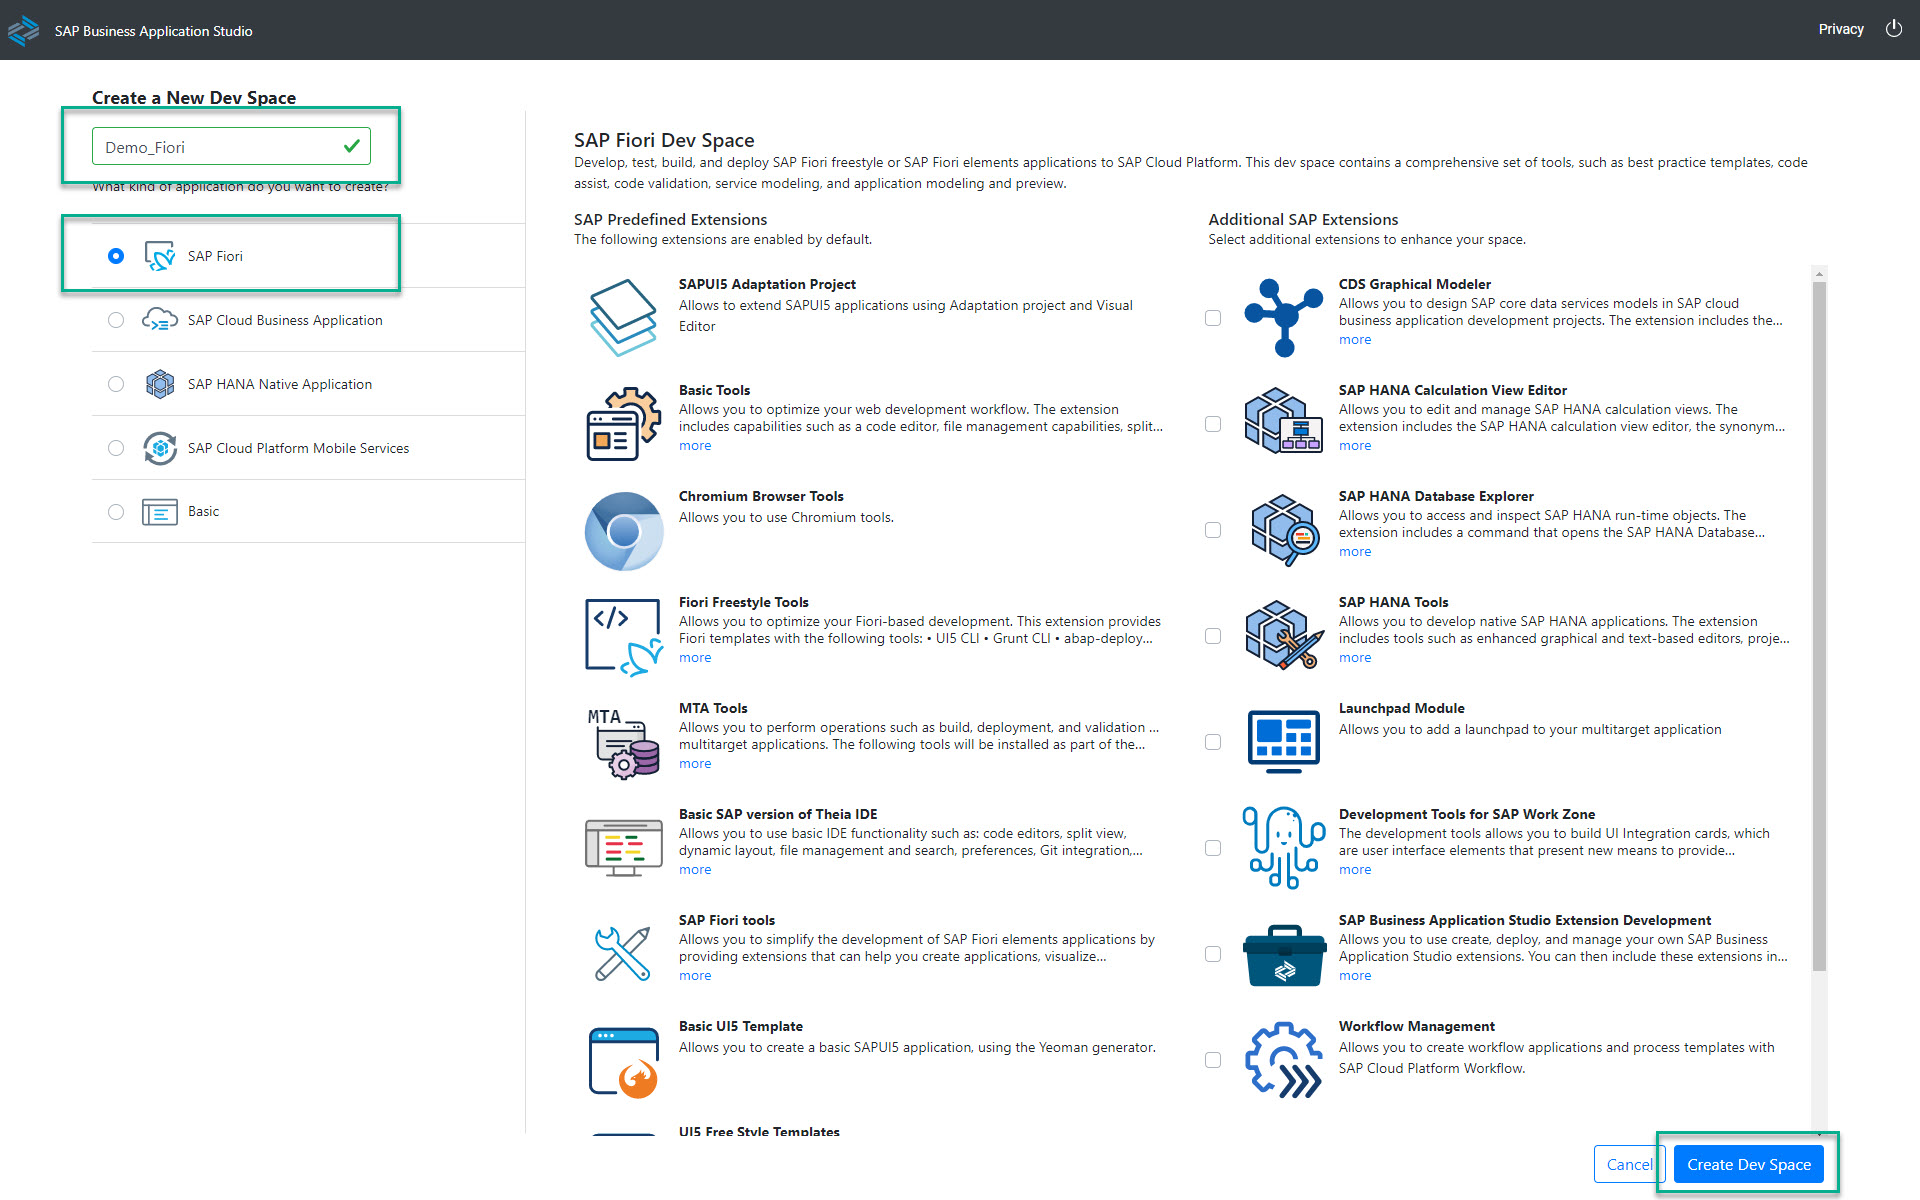 SAP Business Application Studio
Privacy
Create a New Dev Space
Demo_Fiori
What kind of application do you want to create?
SAP Fiori
SAP Cloud Business Application
SAP HANA Native Application
SAP Cloud Platform Mobile Services
Basic
SAP Fiori Dev Space
Develop, test, build, and deploy SAP Fiori freestyle or SAP Fiori elements applications to SAP Cloud Platform. This dev space contains a comprehensive set of tools, such as best practice templates, code
assist, code validation, service modeling, and application modeling and preview.
SAP Predefined Extensions
The following extensions are enabled by default.
SAPUI5 Adaptation Project
Allows to extend SAPUI5 applications using Adaptation project and Visual
Editor
Basic Tools
Allows you to optimize your web development workflow. The extension
includes capabilities such as a code editor, file management capabilities, split...
more
Chromium Browser Tools
Allows you to use Chromium tools.
Fiori Freestyle Tools
Allows you to optimize your Fiori-based development. This extension provides
Fiori templates with the following tools: • UI5 CLI • Grunt CLI • abap-deploy...
more
MTA
MTA Tools
Allows you to perform operations such as build, deployment, and validation ...
multitarget applications. The following tools will be installed as part of the...
more
Basic SAP version of Theia IDE
Allows you to use basic IDE functionality such as: code editors, split view,
dynamic layout, file management and search, preferences, Git integration,...
more
SAP Fiori tools
Allows you to simplify the development of SAP Fiori elements applications by
providing extensions that can help you create applications, visualize...
more
Basic UI5 Template
Allows you to create a basic SAPUI5 application, using the Yeoman generator.
UI5 Free Style Templates
Additional SAP Extensions
Select additional extensions to enhance your space.
CDS Graphical Modeler
Allows you to design SAP core data services models in SAP cloud
business application development projects. The extension includes the...
more
SAP HANA Calculation View Editor
Allows you to edit and manage SAP HANA calculation views. The
extension includes the SAP HANA calculation view editor, the synonym...
more
SAP HANA Database Explorer
Allows you to access and inspect SAP HANA run-time objects. The
extension includes a command that opens the SAP HANA Database...
more
SAP HANA Tools
Allows you to develop native SAP HANA applications. The extension
includes tools such as enhanced graphical and text-based editors, proje...
more
Launchpad Module
Allows you to add a launchpad to your multitarget application
Development Tools for SAP Work Zone
The development tools allows you to build UI Integration cards, which
are user interface elements that present new means to provide...
more
SAP Business Application Studio Extension Development
Allows you to use create, deploy, and manage your own SAP Business
Application Studio extensions. You can then include these extensions in...
more
Workflow Management
Allows you to create workflow applications and process templates with
SAP Cloud Platform Workflow.
Cancel
Create Dev Space